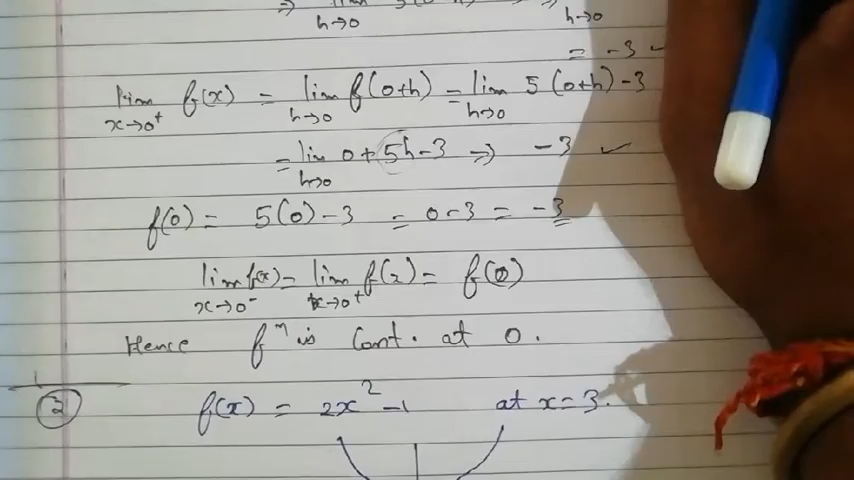 h→0 h→0
= -3 ✓
lim x→0⁺ f(x) = lim h→0 f(0+h) = lim h→0 5(0+h)-3
= lim h→0 0+5h-3 ⇒ -3 ✓
f(0) = 5(0)-3 = 0-3 = -3
lim x→0⁻ f(x) = lim x→0⁺ f(x) = f(0)
Hence fⁿ is Cont. at 0.
2 f(x) = 2x²-1 at x=3.